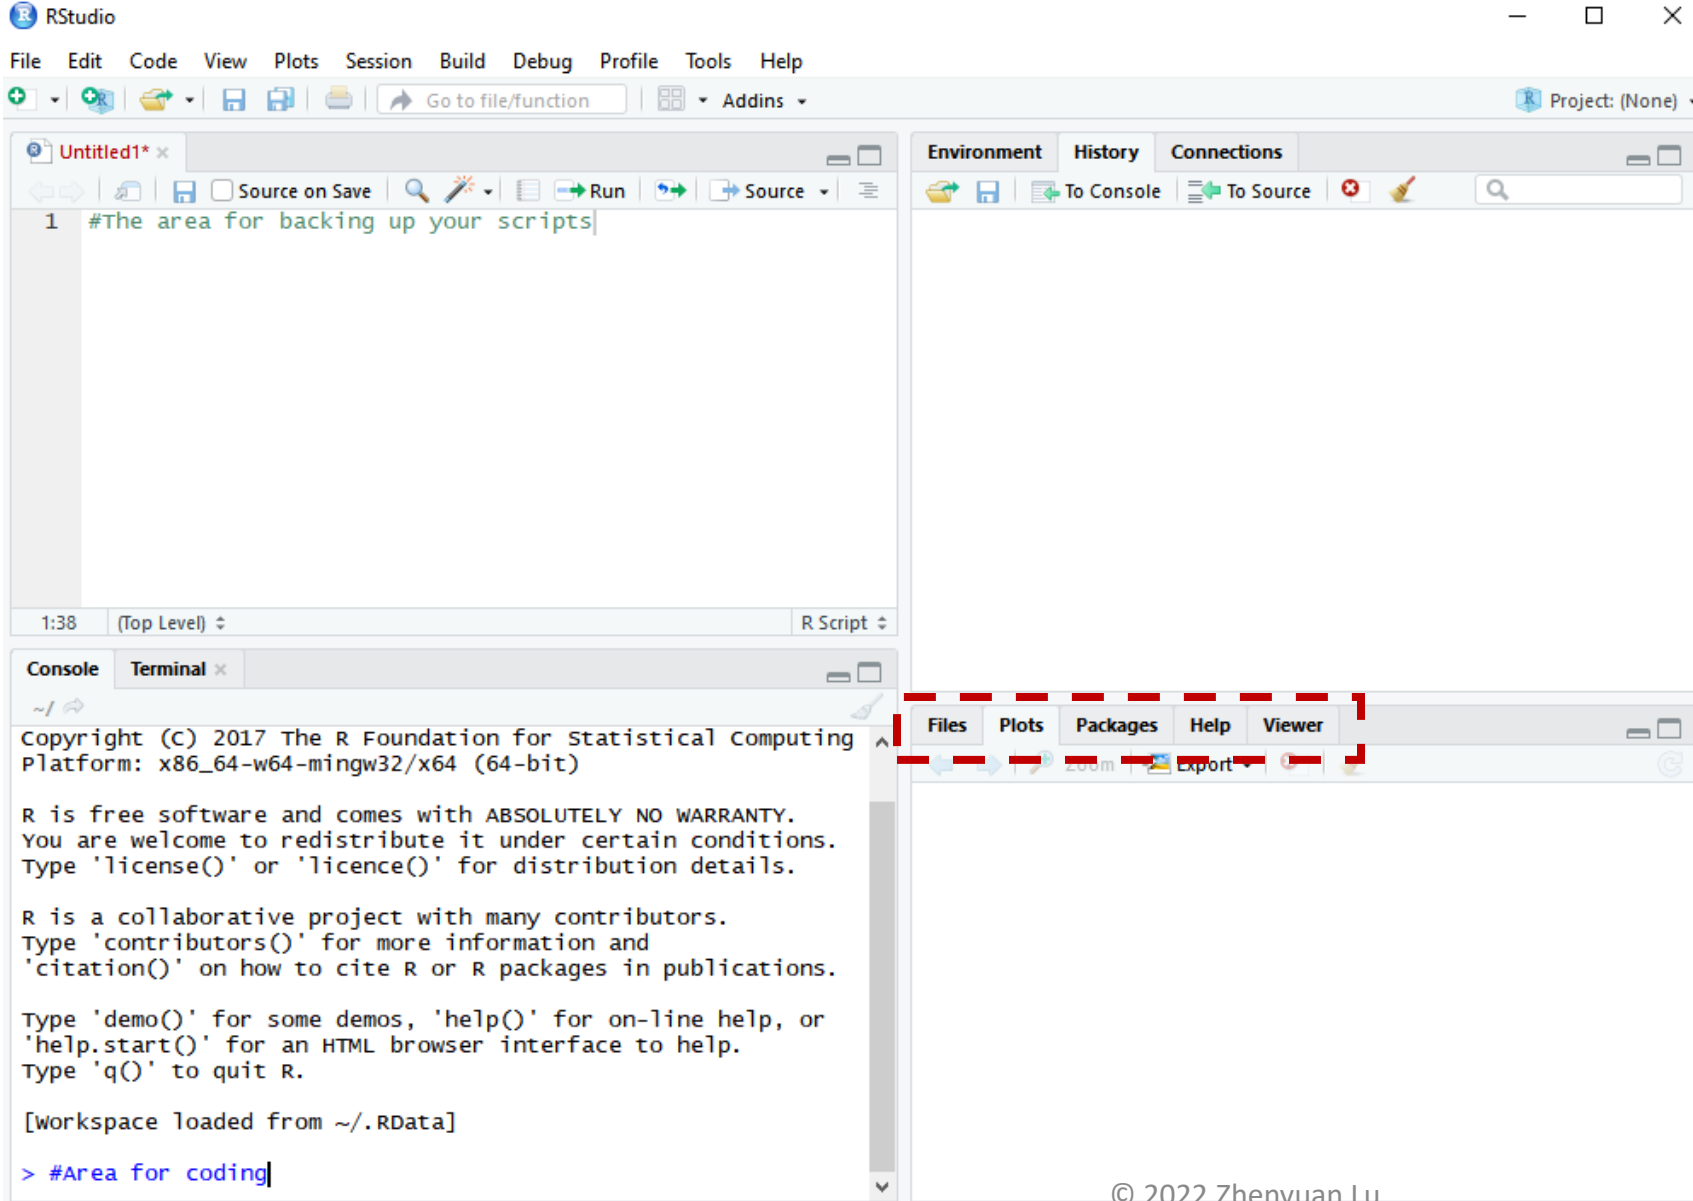 RStudio
File Edit Code View Plots Session Build Debug Profile Tools Help
Go to file/function Addins Project: (None)
Untitled1*
Source on Save Run Source
1 #The area for backing up your scripts
1:38 (Top Level) R Script
Environment History Connections
To Console To Source
Console Terminal
~/
Copyright (C) 2017 The R Foundation for Statistical Computing
Platform: x86_64-w64-mingw32/x64 (64-bit)
R is free software and comes with ABSOLUTELY NO WARRANTY.
You are welcome to redistribute it under certain conditions.
Type 'license()' or 'licence()' for distribution details.
R is a collaborative project with many contributors.
Type 'contributors()' for more information and
'citation()' on how to cite R or R packages in publications.
Type 'demo()' for some demos, 'help()' for on-line help, or
'help.start()' for an HTML browser interface to help.
Type 'q()' to quit R.
[Workspace loaded from ~/.RData]
> #Area for coding
Files Plots Packages Help Viewer
Zoom Export
© 2022 Zhenyuan Lu